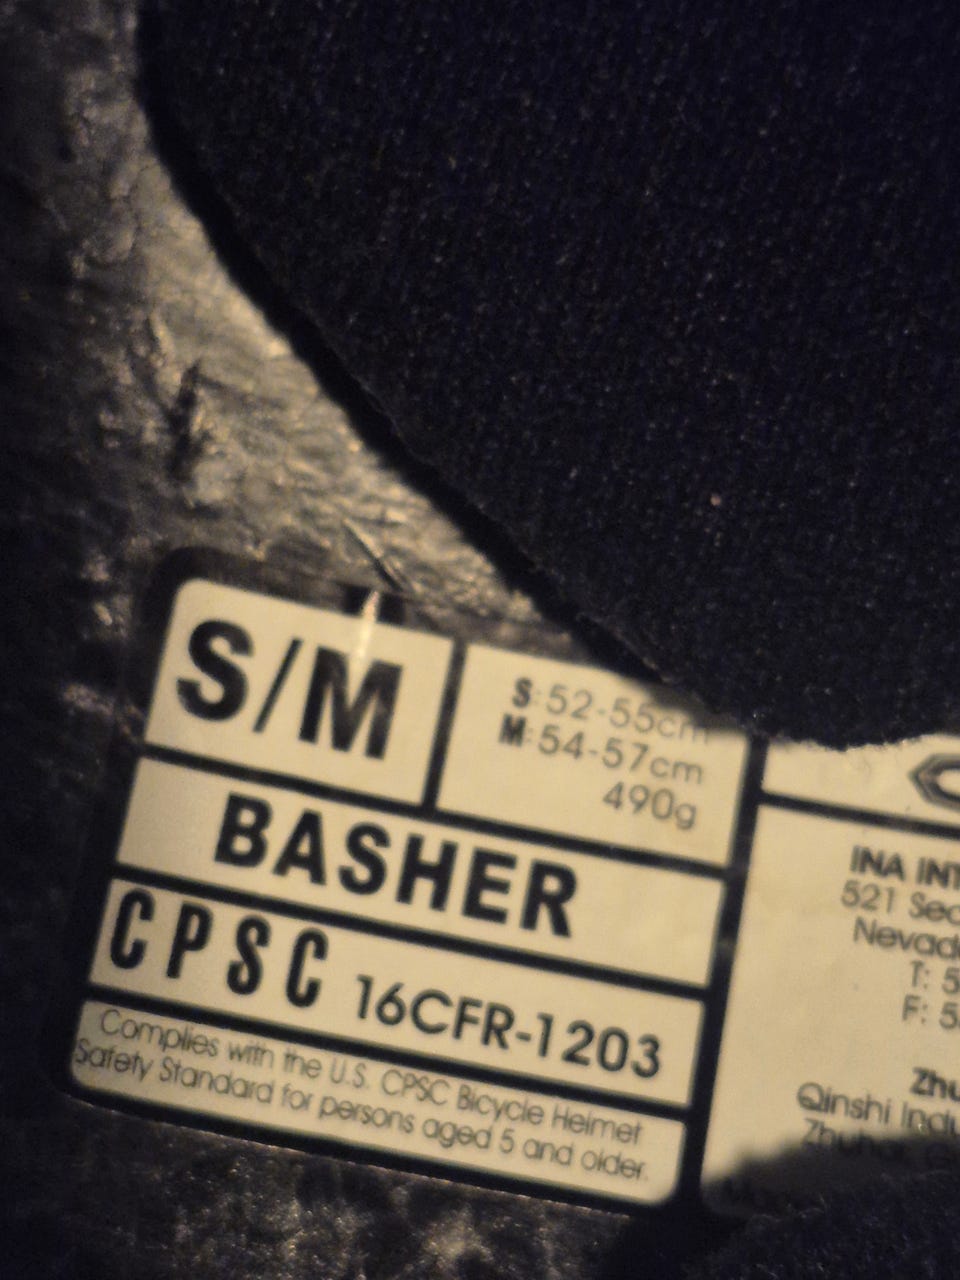 S/M
S: 52-55cm
M: 54-57cm
490g
BASHER
CPSC 16CFR-1203
Complies with the U.S. CPSC Bicycle Helmet
Safety Standard for persons aged 5 and older.
INA INT
521 Sec
Nevad
T: 5
F: 5
Zhu
Qinshi Indu